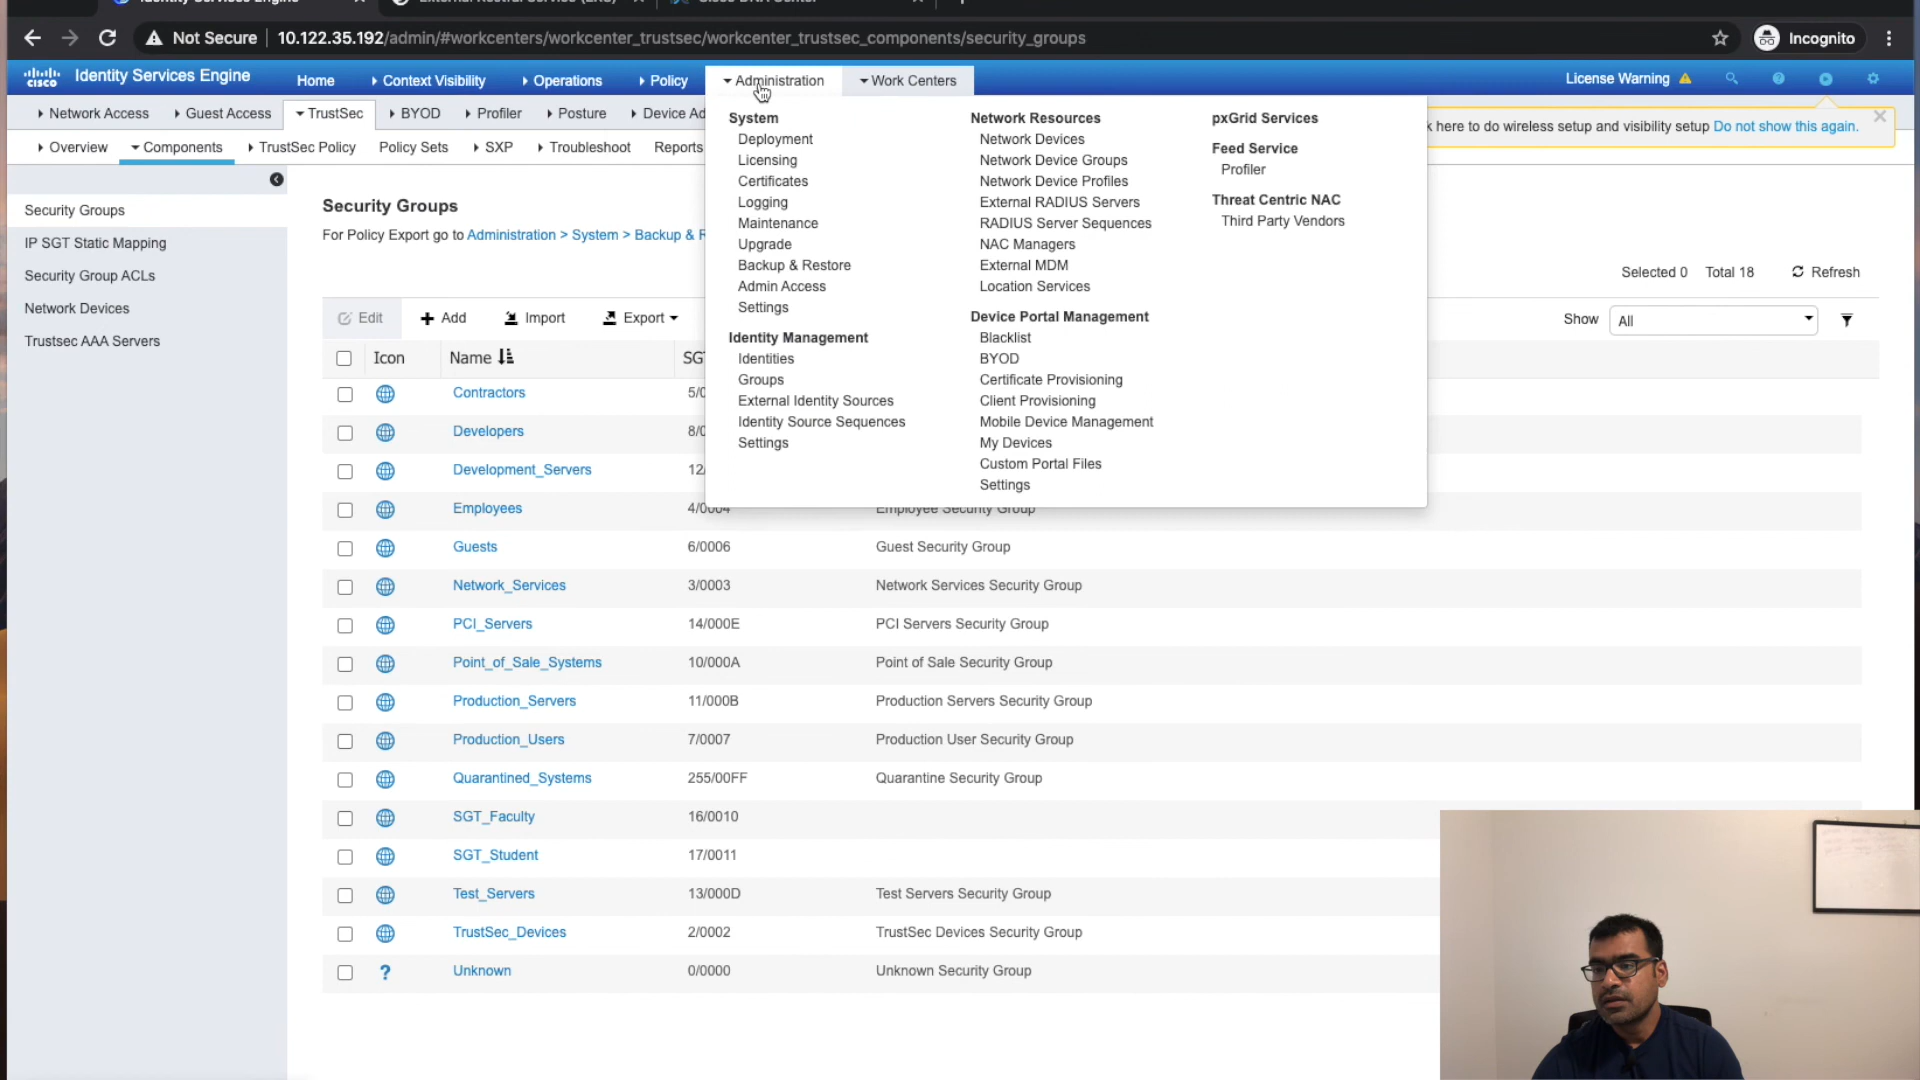 Not Secure 10.122.35.192/admin/#workcenters/workcenter_trustsec/workcenter_trustsec_components/security_groups Incognito
cisco Identity Services Engine Home Context Visibility Operations Policy Administration Work Centers License Warning
Network Access Guest Access TrustSec BYOD Profiler Posture Device Ad
k here to do wireless setup and visibility setup Do not show this again.
Overview Components TrustSec Policy Policy Sets SXP Troubleshoot Reports
System
Deployment
Licensing
Certificates
Logging
Maintenance
Upgrade
Backup & Restore
Admin Access
Settings
Identity Management
Identities
Groups
External Identity Sources
Identity Source Sequences
Settings
Network Resources
Network Devices
Network Device Groups
Network Device Profiles
External RADIUS Servers
RADIUS Server Sequences
NAC Managers
External MDM
Location Services
Device Portal Management
Blacklist
BYOD
Certificate Provisioning
Client Provisioning
Mobile Device Management
My Devices
Custom Portal Files
Settings
pxGrid Services
Feed Service
Profiler
Threat Centric NAC
Third Party Vendors
Security Groups
IP SGT Static Mapping
Security Group ACLs
Network Devices
Trustsec AAA Servers
Security Groups
For Policy Export go to Administration > System > Backup & R
Selected 0 Total 18 Refresh
Edit Add Import Export Show All
Icon Name SGT
Contractors 5/0
Developers 8/0
Development_Servers 12/
Employees 4/0004 Employee Security Group
Guests 6/0006 Guest Security Group
Network_Services 3/0003 Network Services Security Group
PCI_Servers 14/000E PCI Servers Security Group
Point_of_Sale_Systems 10/000A Point of Sale Security Group
Production_Servers 11/000B Production Servers Security Group
Production_Users 7/0007 Production User Security Group
Quarantined_Systems 255/00FF Quarantine Security Group
SGT_Faculty 16/0010
SGT_Student 17/0011
Test_Servers 13/000D Test Servers Security Group
TrustSec_Devices 2/0002 TrustSec Devices Security Group
? Unknown 0/0000 Unknown Security Group